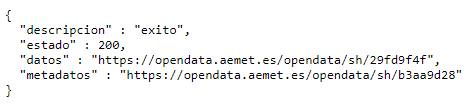 {
  "descripcion" : "exito",
  "estado" : 200,
  "datos" : "https://opendata.aemet.es/opendata/sh/29fd9f4f",
  "metadatos" : "https://opendata.aemet.es/opendata/sh/b3aa9d28"
}